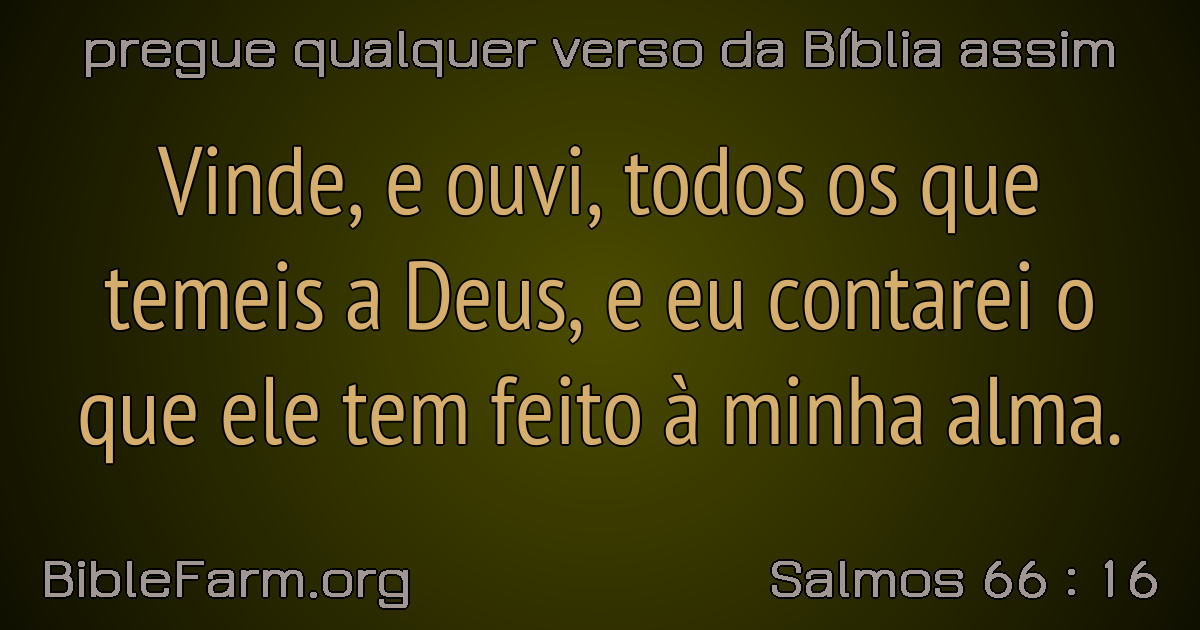 pregue qualquer verso da Bíblia assim
Vinde, e ouvi, todos os que
temeis a Deus, e eu contarei o
que ele tem feito à minha alma.
BibleFarm.org
Salmos 66 : 16